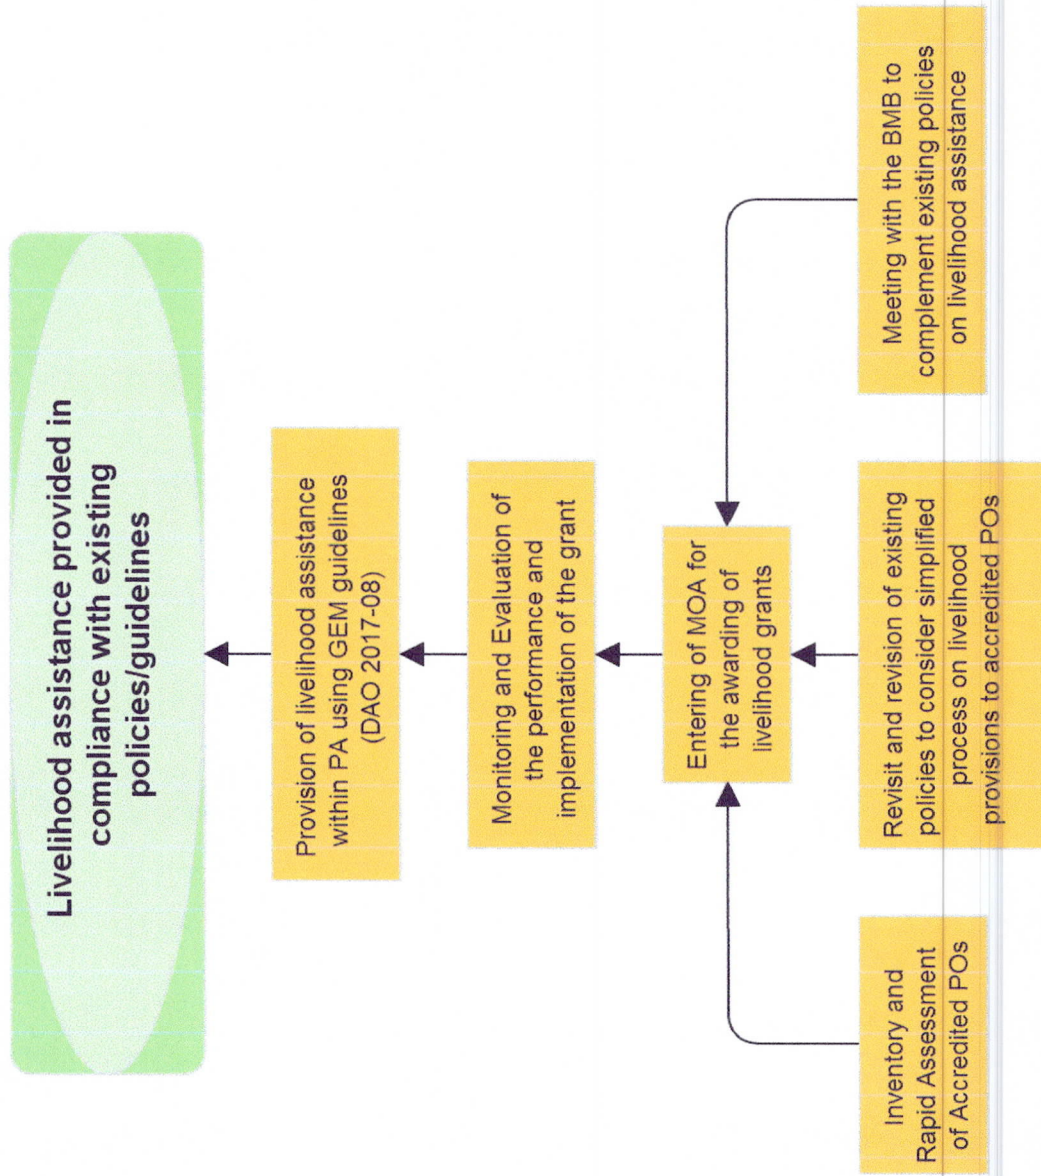 Livelihood assistance provided in
compliance with existing
policies/guidelines
Provision of livelihood assistance
within PA using GEM guidelines
(DAO 2017-08)
Monitoring and Evaluation of
the performance and
implementation of the grant
Entering of MOA for
the awarding of
livelihood grants
Inventory and
Rapid Assessment
of Accredited POs
Revisit and revision of existing
policies to consider simplified
process on livelihood
provisions to accredited POs
Meeting with the BMB to
complement existing policies
on livelihood assistance